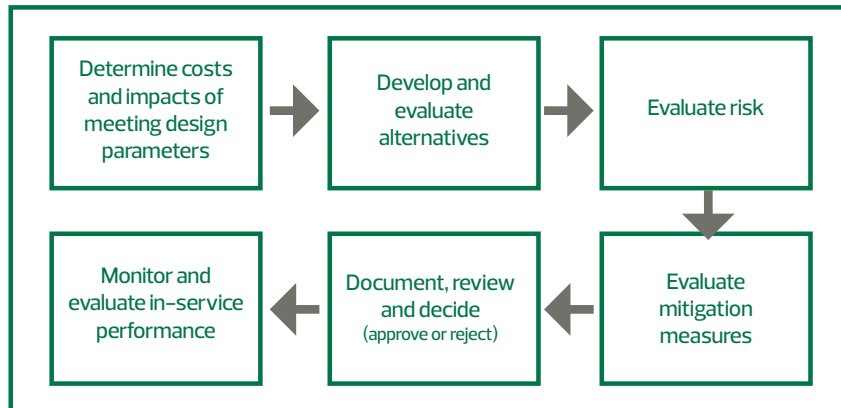 Determine costs
and impacts of
meeting design
parameters
Develop and
evaluate
alternatives
Evaluate risk
Evaluate
mitigation
measures
Document, review
and decide
(approve or reject)
Monitor and
evaluate in-service
performance